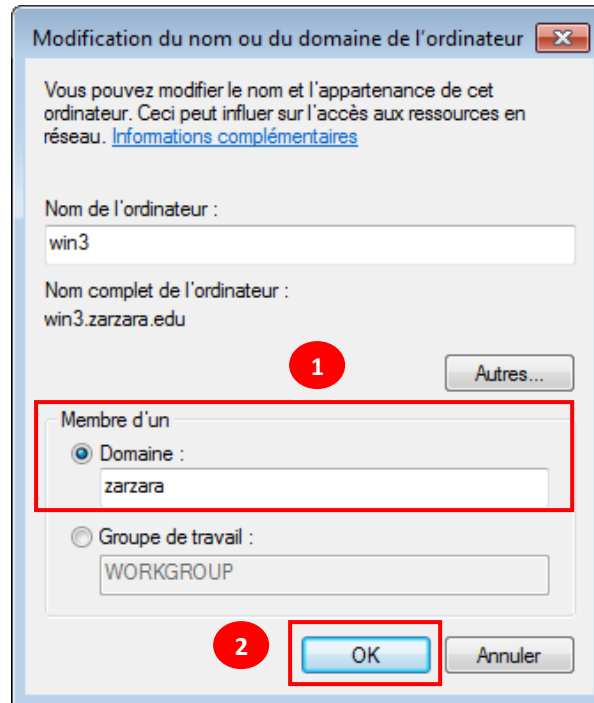 Modification du nom ou du domaine de l'ordinateur
Vous pouvez modifier le nom et l'appartenance de cet
ordinateur. Ceci peut influer sur l'accès aux ressources en
réseau. Informations complémentaires
Nom de l'ordinateur :
win3
Nom complet de l'ordinateur :
win3.zarzara.edu
1
Autres...
Membre d'un
Domaine :
zarzara
Groupe de travail :
WORKGROUP
2
OK
Annuler